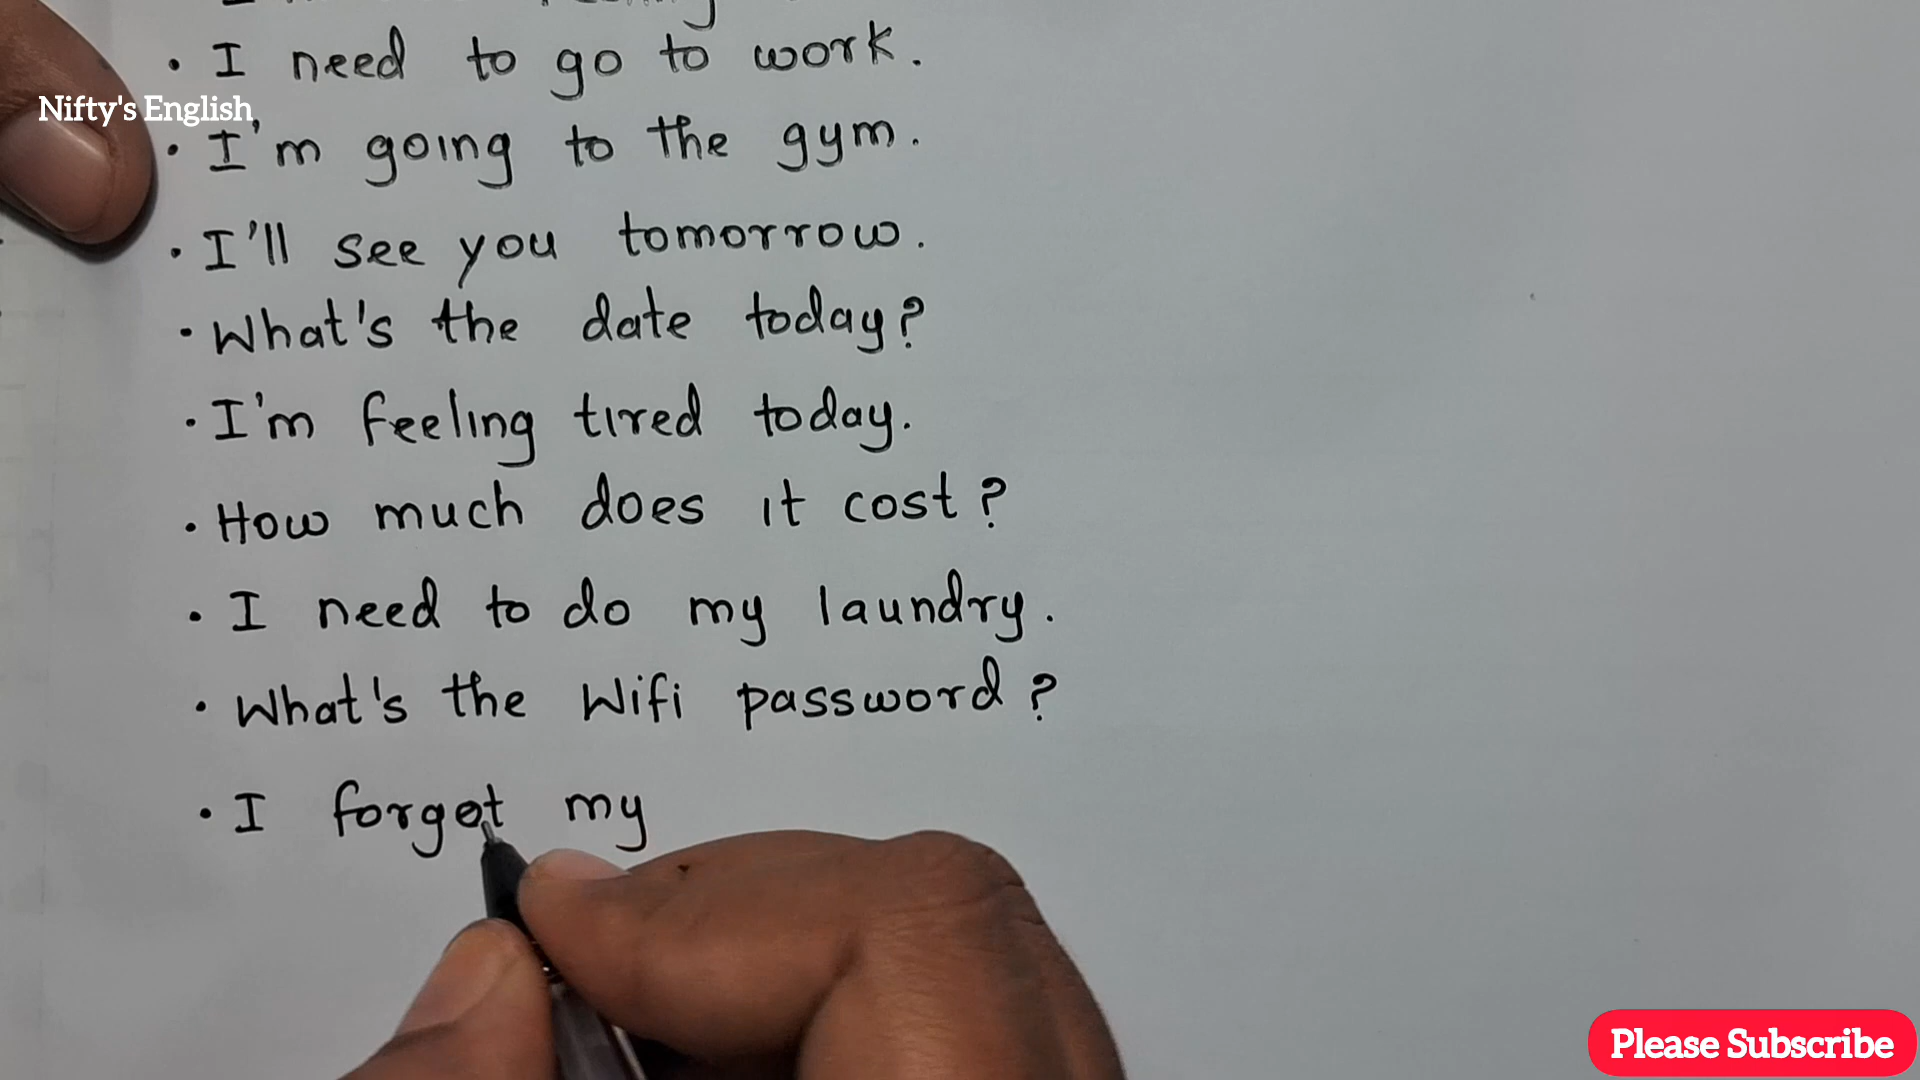 • I need to go to work.
Nifty's English
• I'm going to the gym.
• I'll see you tomorrow.
• What's the date today?
• I'm feeling tired today.
• How much does it cost?
• I need to do my laundry.
• What's the Wifi password?
• I forgot my
Please Subscribe